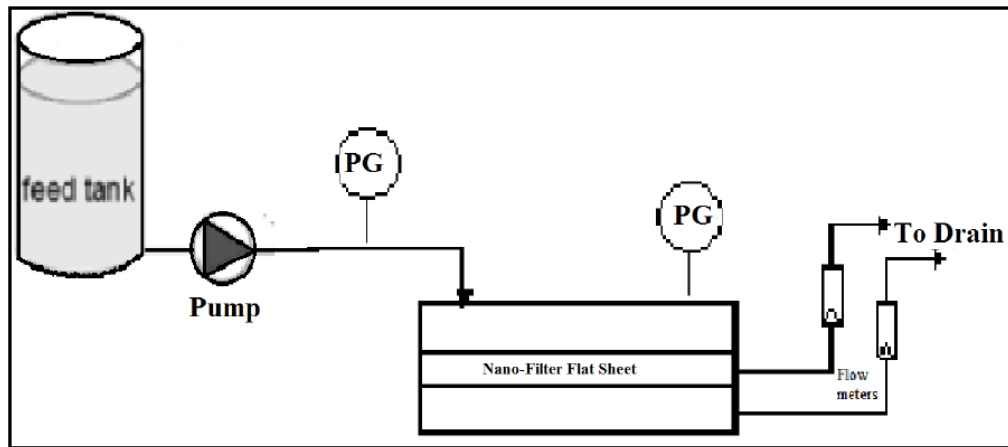 feed tank
PG
PG
Pump
To Drain
Nano-Filter Flat Sheet
Flow
meters